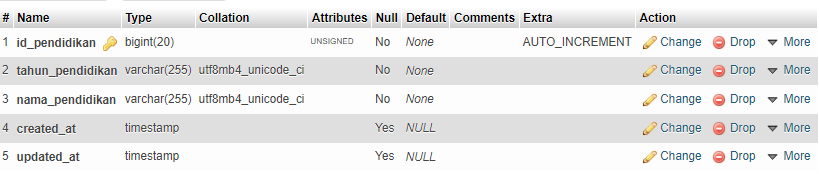 # Name Type Collation Attributes Null Default Comments Extra Action
1 id_pendidikan bigint(20) UNSIGNED No None AUTO_INCREMENT Change Drop More
2 tahun_pendidikan varchar(255) utf8mb4_unicode_ci No None Change Drop More
3 nama_pendidikan varchar(255) utf8mb4_unicode_ci No None Change Drop More
4 created_at timestamp Yes NULL Change Drop More
5 updated_at timestamp Yes NULL Change Drop More